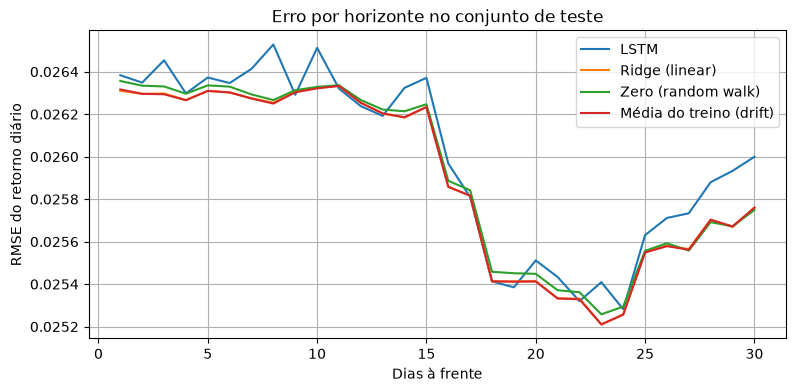 Erro por horizonte no conjunto de teste
LSTM
Ridge (linear)
Zero (random walk)
Média do treino (drift)
RMSE do retorno diário
0.0264
0.0262
0.0260
0.0258
0.0256
0.0254
0.0252
0
5
10
15
20
25
30
Dias à frente